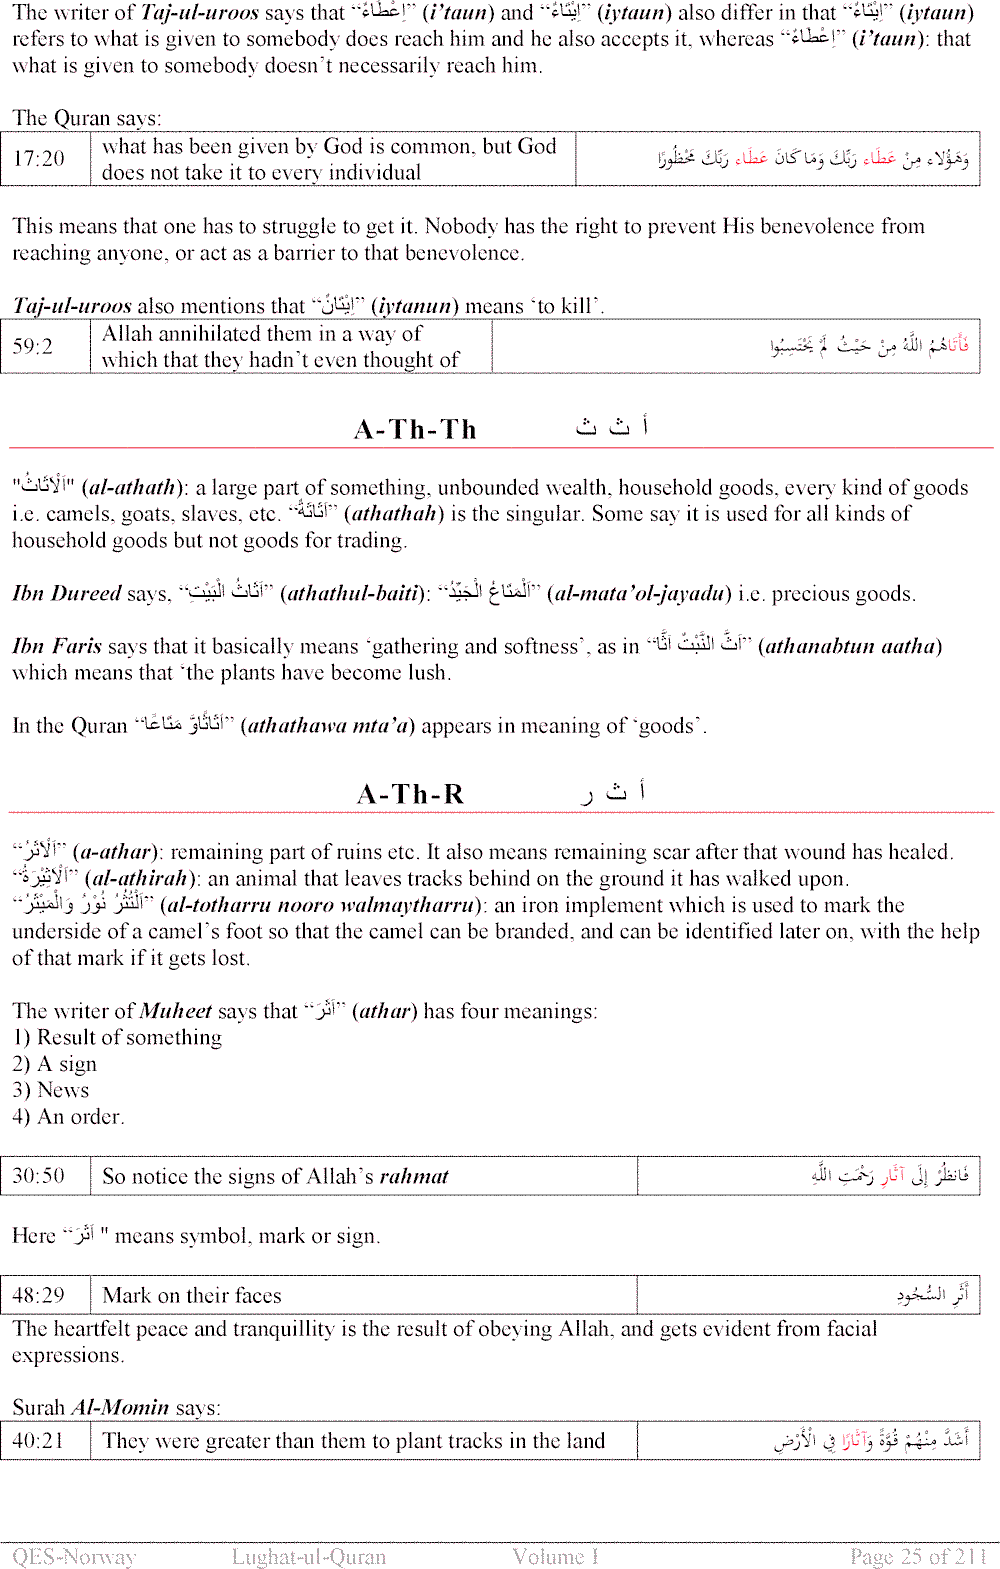 The writer of Taj-ul-uroos says that “اِعْطَاءٌ” (i’taun) and “اِيْتَاءٌ” (iytaun) also differ in that “اِيْتَاءٌ” (iytaun)
refers to what is given to somebody does reach him and he also accepts it, whereas “اِعْطَاءٌ” (i’taun): that
what is given to somebody doesn’t necessarily reach him.
The Quran says:
17:20 what has been given by God is common, but God does not take it to every individual وَهَؤُلاء مِنْ عَطَاء رَبِّكَ وَمَا كَانَ عَطَاء رَبِّكَ مَحْظُورًا
This means that one has to struggle to get it. Nobody has the right to prevent His benevolence from
reaching anyone, or act as a barrier to that benevolence.
Taj-ul-uroos also mentions that “اِيْتَانٌ” (iytanun) means ‘to kill’.
59:2 Allah annihilated them in a way of which that they hadn’t even thought of فَأَتَاهُمُ اللَّهُ مِنْ حَيْثُ لَمْ يَحْتَسِبُوا
A-Th-Th أ ث ث
"اَلْاَثَاثُ" (al-athath): a large part of something, unbounded wealth, household goods, every kind of goods
i.e. camels, goats, slaves, etc. “اَثَاثَةٌ” (athathah) is the singular. Some say it is used for all kinds of
household goods but not goods for trading.
Ibn Dureed says, “اَثَاثُ الْبَيْتِ” (athathul-baiti): “اَلْمَتَاعُ الْجَيِّدُ” (al-mata’ol-jayadu) i.e. precious goods.
Ibn Faris says that it basically means ‘gathering and softness’, as in “اَثَّ النَّبْتُ اَثًّا” (athanabtun aatha)
which means that ‘the plants have become lush.
In the Quran “اَثَاثًاوَّ مَتَاعًا” (athathawa mta’a) appears in meaning of ‘goods’.
A-Th-R أ ث ر
“اَلْاَثَرُ” (a-athar): remaining part of ruins etc. It also means remaining scar after that wound has healed.
“اَلْاَثِيْرَةُ” (al-athirah): an animal that leaves tracks behind on the ground it has walked upon.
“اَلْتُثْرُ نُوْرُ وَالْمَيْثَرُ” (al-totharru nooro walmaytharru): an iron implement which is used to mark the
underside of a camel’s foot so that the camel can be branded, and can be identified later on, with the help
of that mark if it gets lost.
The writer of Muheet says that “اَثَرَ” (athar) has four meanings:
1) Result of something
2) A sign
3) News
4) An order.
30:50 So notice the signs of Allah’s rahmat فَانظُرْ إِلَى آثَارِ رَحْمَتِ اللَّهِ
Here “اَثَرَ " means symbol, mark or sign.
48:29 Mark on their faces أَثَرِ السُّجُودِ
The heartfelt peace and tranquillity is the result of obeying Allah, and gets evident from facial
expressions.
Surah Al-Momin says:
40:21 They were greater than them to plant tracks in the land أَشَدَّ مِنْهُمْ قُوَّةً وَآثَارًا فِي الْأَرْضِ
QES-Norway Lughat-ul-Quran Volume I Page 25 of 211